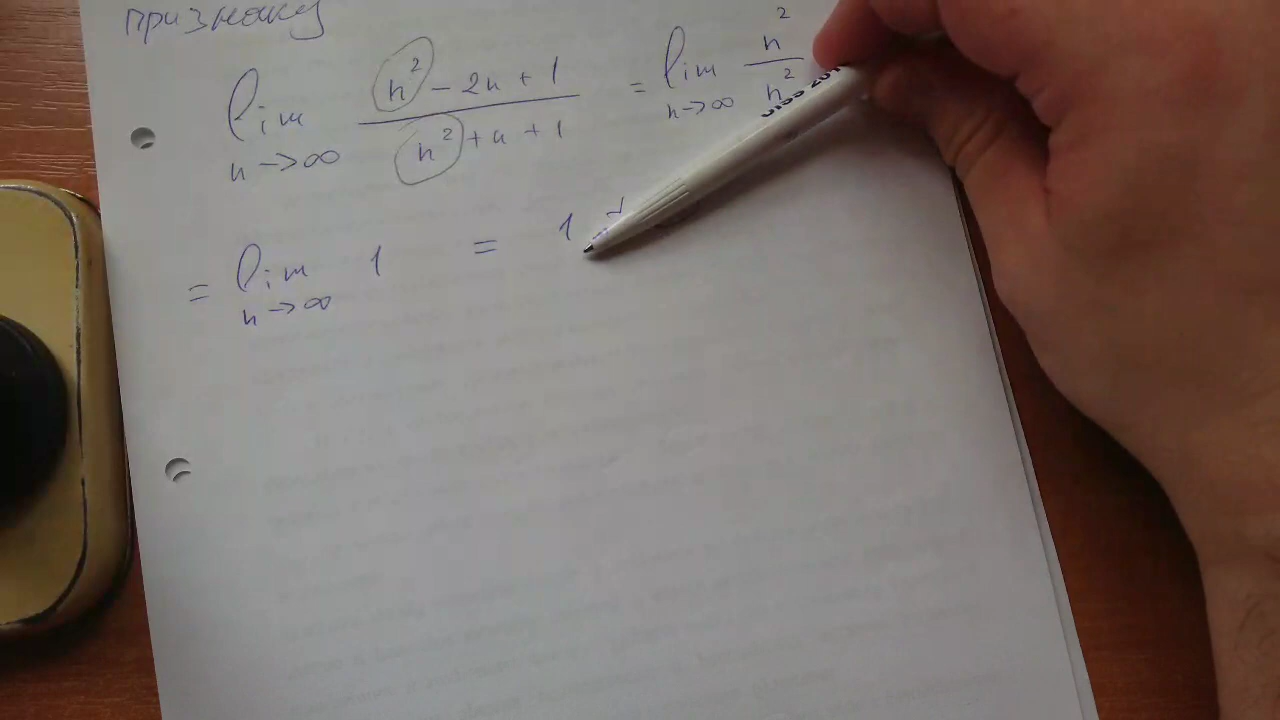 признаку
lim n→∞ (n² - 2n + 1)/(n² + n + 1) = lim n→∞ n²/n²
= lim n→∞ 1 = 1